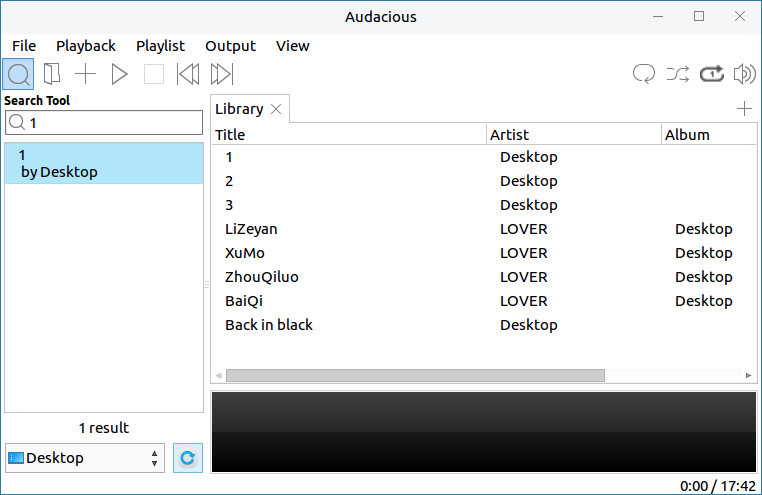 Audacious
File Playback Playlist Output View
1
Search Tool
1
1
by Desktop
1 result
Desktop
Library
Title Artist Album
1 Desktop
2 Desktop
3 Desktop
LiZeyan LOVER Desktop
XuMo LOVER Desktop
ZhouQiluo LOVER Desktop
BaiQi LOVER Desktop
Back in black Desktop
0:00 / 17:42